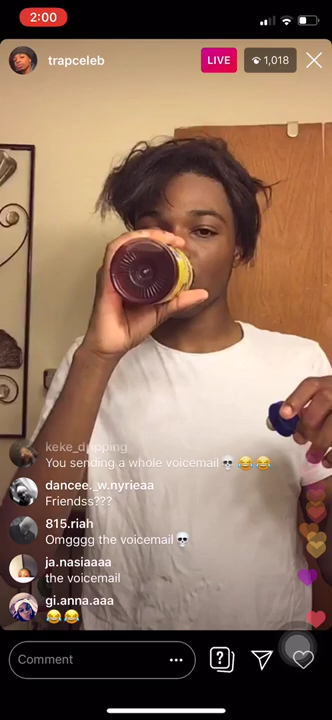 2:00
trapceleb
LIVE
1,018
keke_dripping
You sending a whole voicemail💀😂😂
dancee._w.nyrieaa
Friendss???
815.riah
Omgggg the voicemail💀
ja.nasiaaaa
the voicemail
gi.anna.aaa
😂😂
Comment